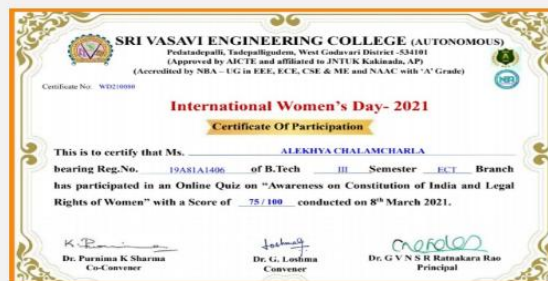 SRI VASAVI ENGINEERING COLLEGE (AUTONOMOUS)
Pedatadepalli, Tadepalligudem, West Godavari District -534101
(Approved by AICTE and affiliated to JNTUK Kakinada, AP)
(Accredited by NBA – UG in EEE, ECE, CSE & ME and NAAC with 'A' Grade)
Certificate No: WD210080
International Women's Day- 2021
Certificate Of Participation
This is to certify that Ms. ALEKHYA CHALAMCHARLA
bearing Reg.No. 19A81A1406 of B.Tech III Semester ECT Branch
has participated in an Online Quiz on "Awareness on Constitution of India and Legal
Rights of Women" with a Score of 75 / 100 conducted on 8th March 2021.
Dr. Purnima K Sharma
Co-Convener
Dr. G. Loshma
Convener
Dr. G V N S R Ratnakara Rao
Principal